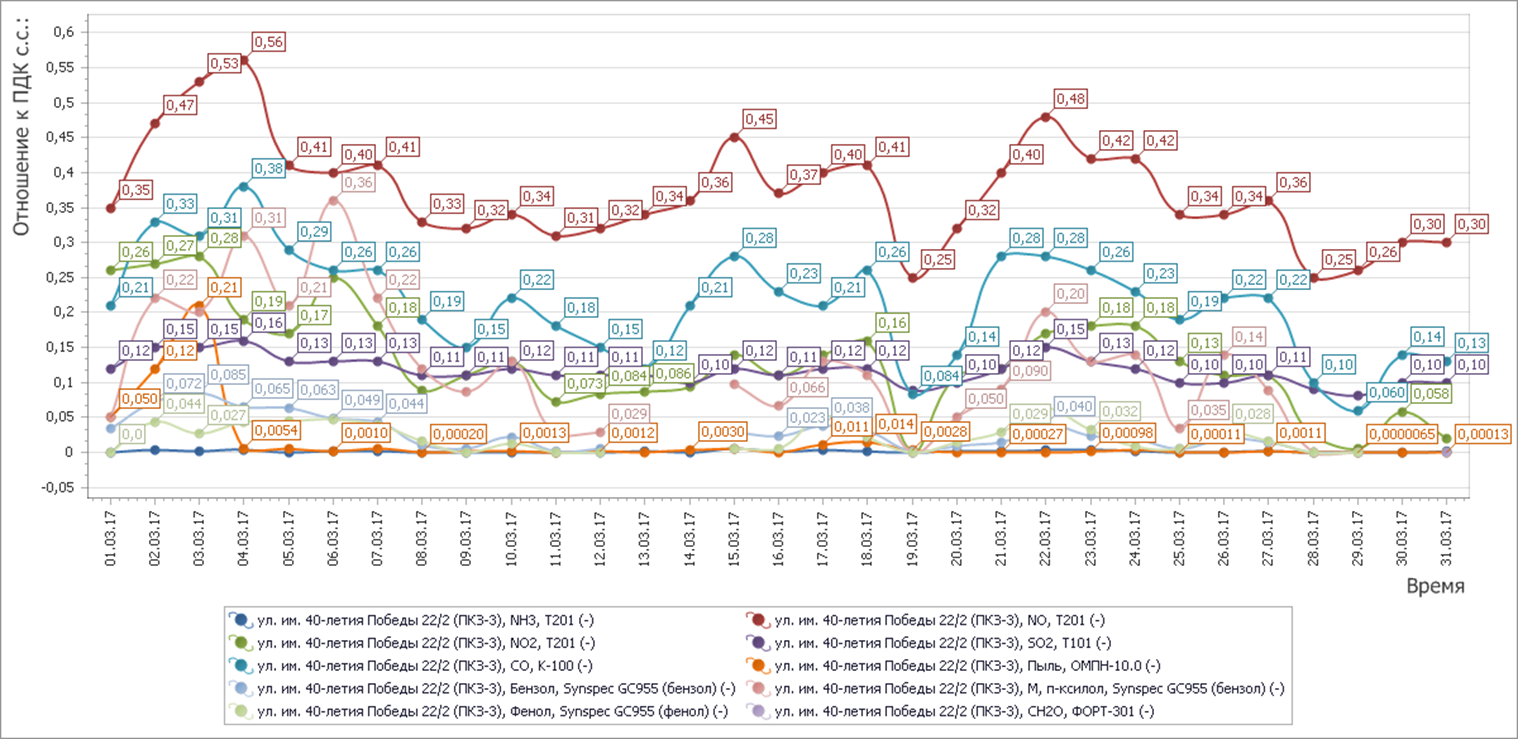 Отношение к ПДК с.с.:
0,6
0,55
0,5
0,45
0,4
0,35
0,3
0,25
0,2
0,15
0,1
0,05
0
-0,05
0,35 0,47 0,53 0,56 0,41 0,40 0,41 0,33 0,32 0,34 0,31 0,32 0,34 0,36 0,45 0,37 0,40 0,41 0,25 0,32 0,40 0,48 0,42 0,42 0,34 0,34 0,36 0,25 0,26 0,30 0,30
0,21 0,33 0,31 0,38 0,29 0,26 0,26 0,19 0,15 0,22 0,18 0,15 0,12 0,21 0,28 0,23 0,21 0,26 0,084 0,14 0,28 0,28 0,26 0,23 0,19 0,22 0,22 0,10 0,060 0,14 0,13
0,26 0,27 0,28 0,19 0,17 0,18 0,073 0,084 0,086 0,16 0,18 0,18 0,13 0,058
0,22 0,31 0,21 0,36 0,22 0,029 0,066 0,050 0,090 0,20 0,035 0,14
0,12 0,15 0,15 0,16 0,13 0,13 0,13 0,11 0,11 0,12 0,11 0,11 0,10 0,12 0,11 0,12 0,12 0,10 0,12 0,15 0,13 0,12 0,10 0,10 0,11 0,10 0,10
0,072 0,085 0,065 0,063 0,049 0,044 0,023 0,038 0,040
0,0 0,044 0,027 0,029 0,032 0,028
0,050 0,12 0,21 0,0054 0,0010 0,00020 0,0013 0,0012 0,0030 0,011 0,014 0,0028 0,00027 0,00098 0,00011 0,0011 0,0000065 0,00013
01.03.17
02.03.17
03.03.17
04.03.17
05.03.17
06.03.17
07.03.17
08.03.17
09.03.17
10.03.17
11.03.17
12.03.17
13.03.17
14.03.17
15.03.17
16.03.17
17.03.17
18.03.17
19.03.17
20.03.17
21.03.17
22.03.17
23.03.17
24.03.17
25.03.17
26.03.17
27.03.17
28.03.17
29.03.17
30.03.17
31.03.17
Время
ул. им. 40-летия Победы 22/2 (ПКЗ-3), NH3, T201 (-)
ул. им. 40-летия Победы 22/2 (ПКЗ-3), NO, T201 (-)
ул. им. 40-летия Победы 22/2 (ПКЗ-3), NO2, T201 (-)
ул. им. 40-летия Победы 22/2 (ПКЗ-3), SO2, T101 (-)
ул. им. 40-летия Победы 22/2 (ПКЗ-3), CO, К-100 (-)
ул. им. 40-летия Победы 22/2 (ПКЗ-3), Пыль, ОМПН-10.0 (-)
ул. им. 40-летия Победы 22/2 (ПКЗ-3), Бензол, Synspec GC955 (бензол) (-)
ул. им. 40-летия Победы 22/2 (ПКЗ-3), М, п-ксилол, Synspec GC955 (бензол) (-)
ул. им. 40-летия Победы 22/2 (ПКЗ-3), Фенол, Synspec GC955 (фенол) (-)
ул. им. 40-летия Победы 22/2 (ПКЗ-3), CH2O, ФОРТ-301 (-)